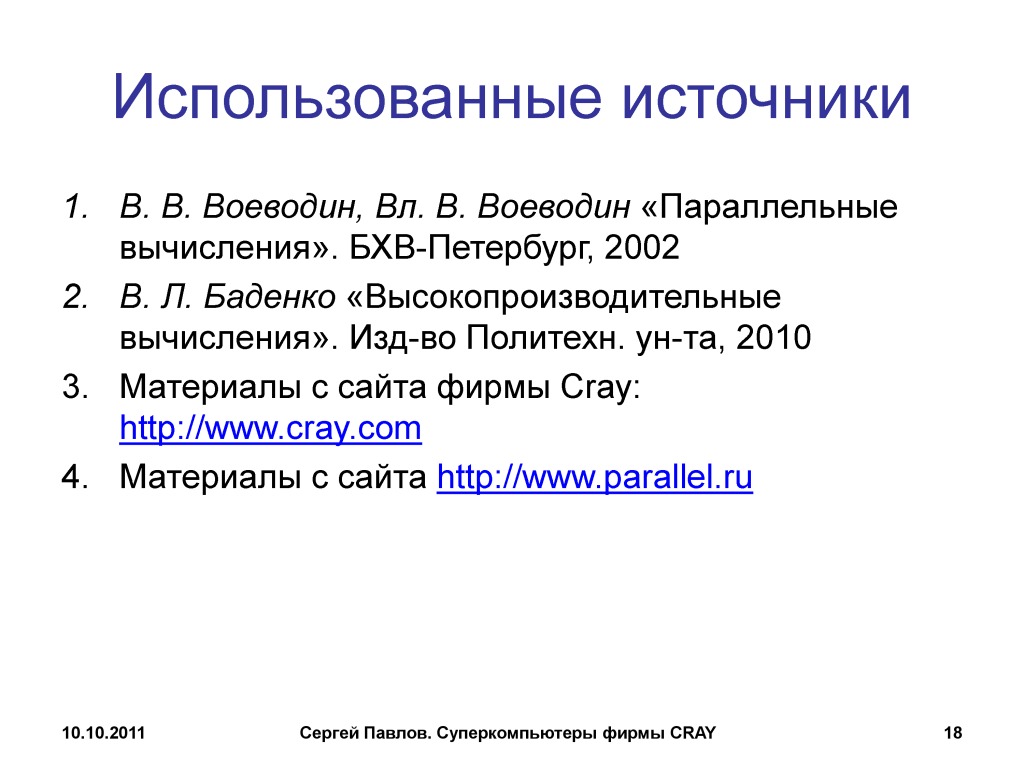 Использованные источники
1. В. В. Воеводин, Вл. В. Воеводин «Параллельные
вычисления». БХВ-Петербург, 2002
2. В. Л. Баденко «Высокопроизводительные
вычисления». Изд-во Политехн. ун-та, 2010
3. Материалы с сайта фирмы Cray:
http://www.cray.com
4. Материалы с сайта http://www.parallel.ru
10.10.2011 Сергей Павлов. Суперкомпьютеры фирмы CRAY 18